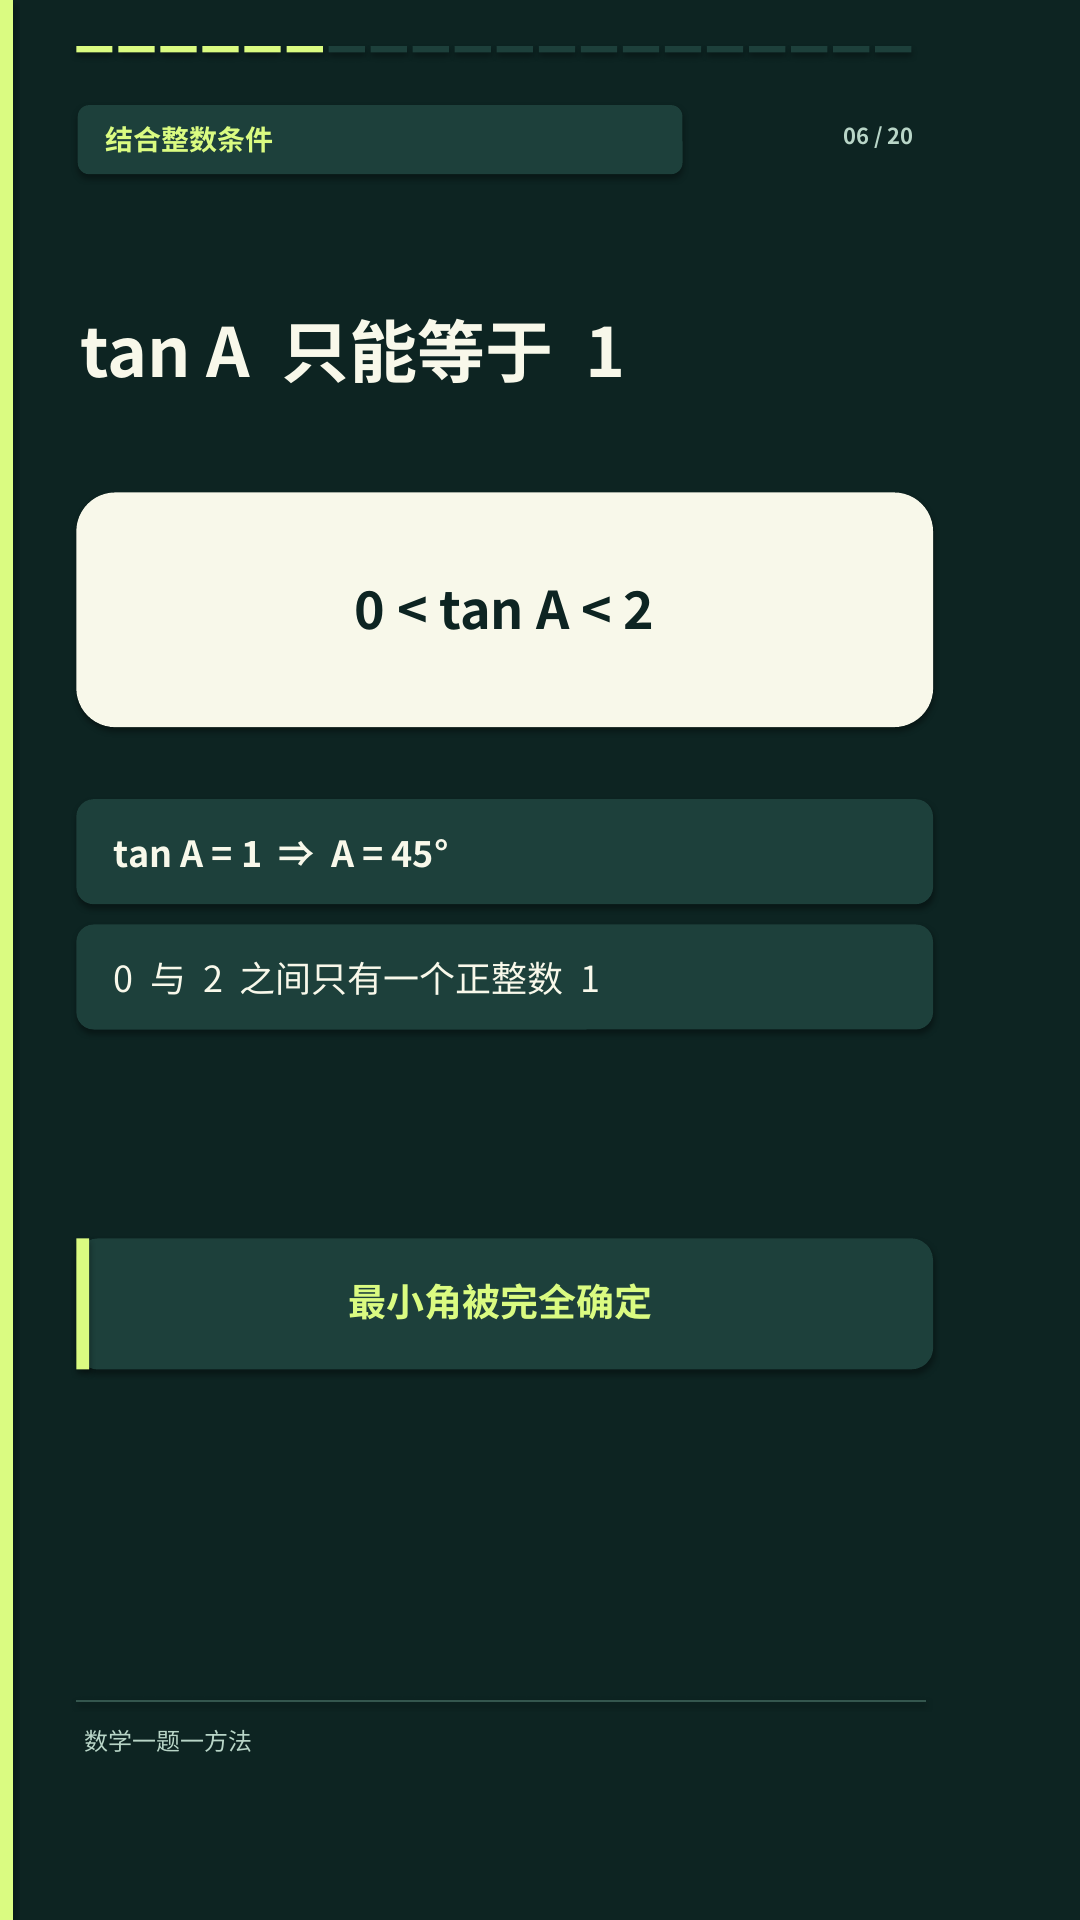 结合整数条件
06 / 20
tan A 只能等于 1
0 < tan A < 2
tan A = 1 ⇒ A = 45°
0 与 2 之间只有一个正整数 1
最小角被完全确定
数学一题一方法